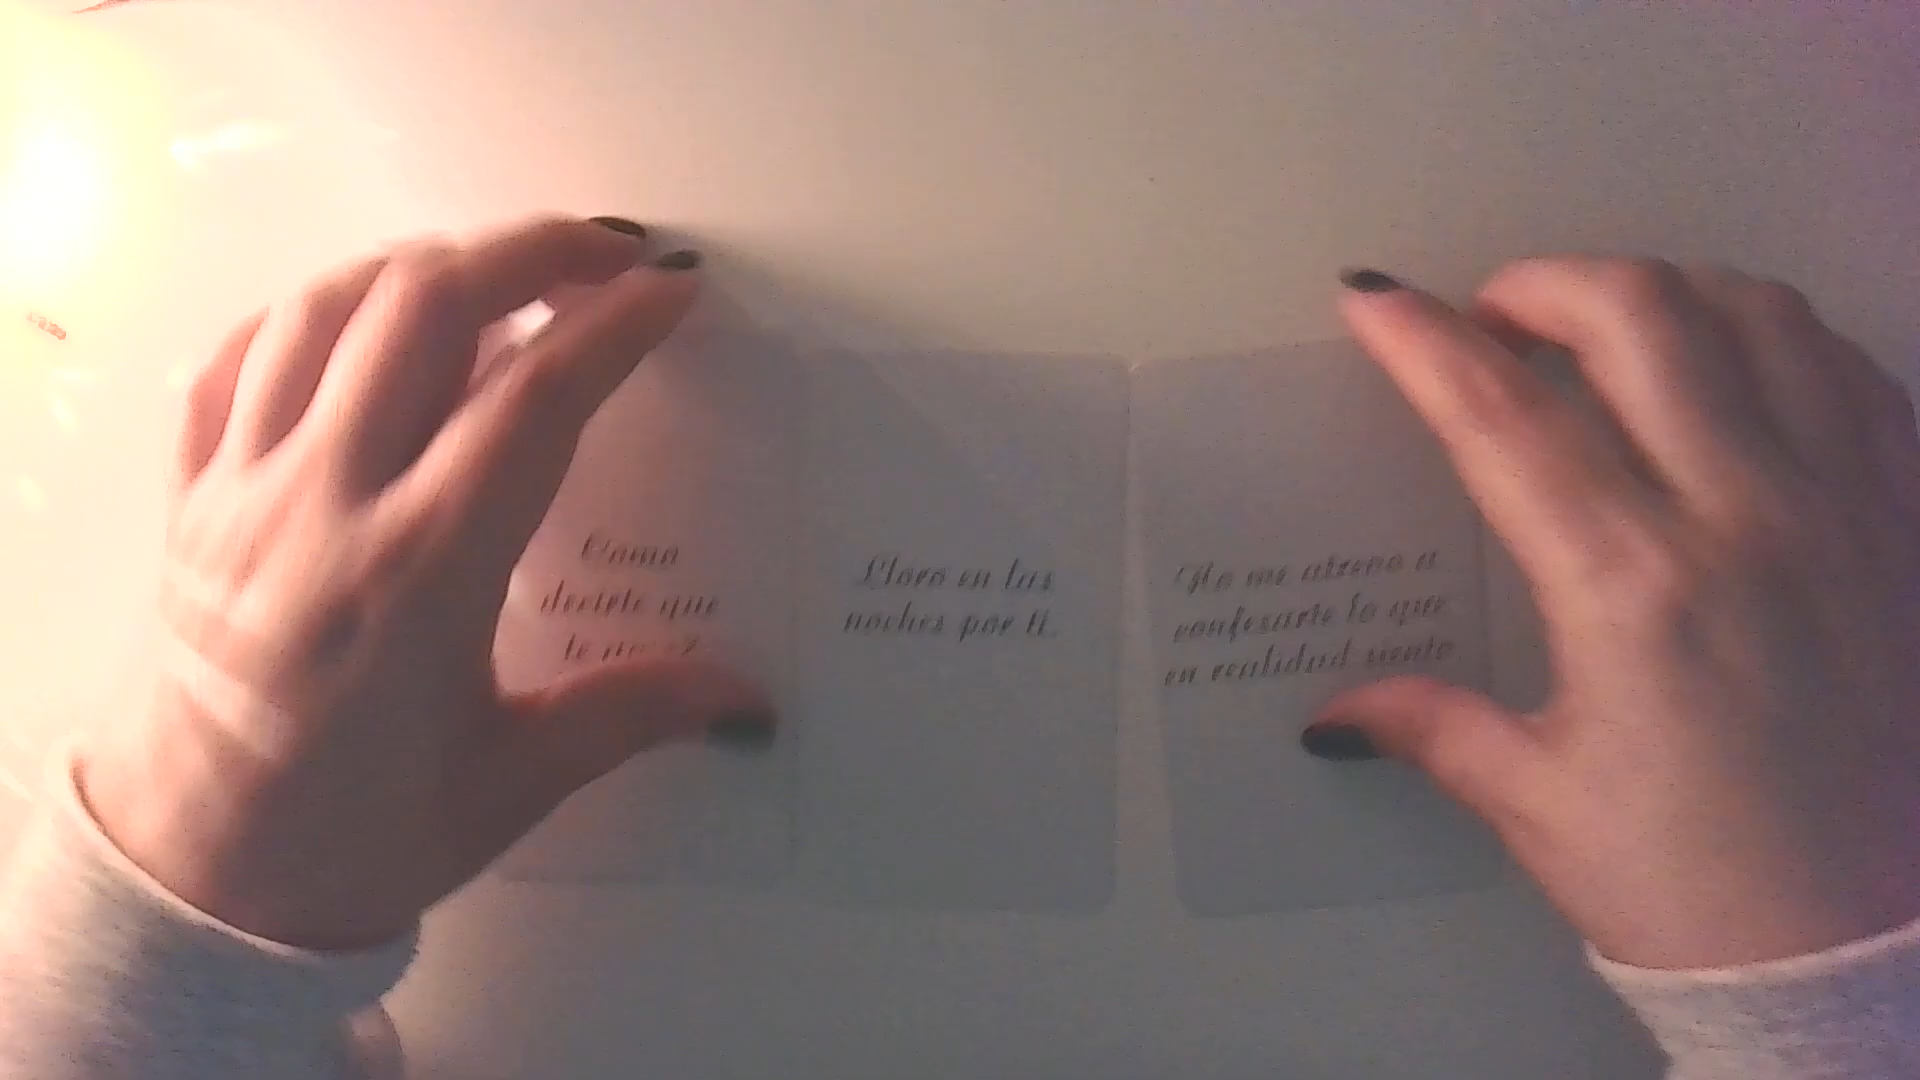 Como
decirte que
te
Lloro en las
noches por ti.
No me atrevo a
confesarte lo que
en realidad siento